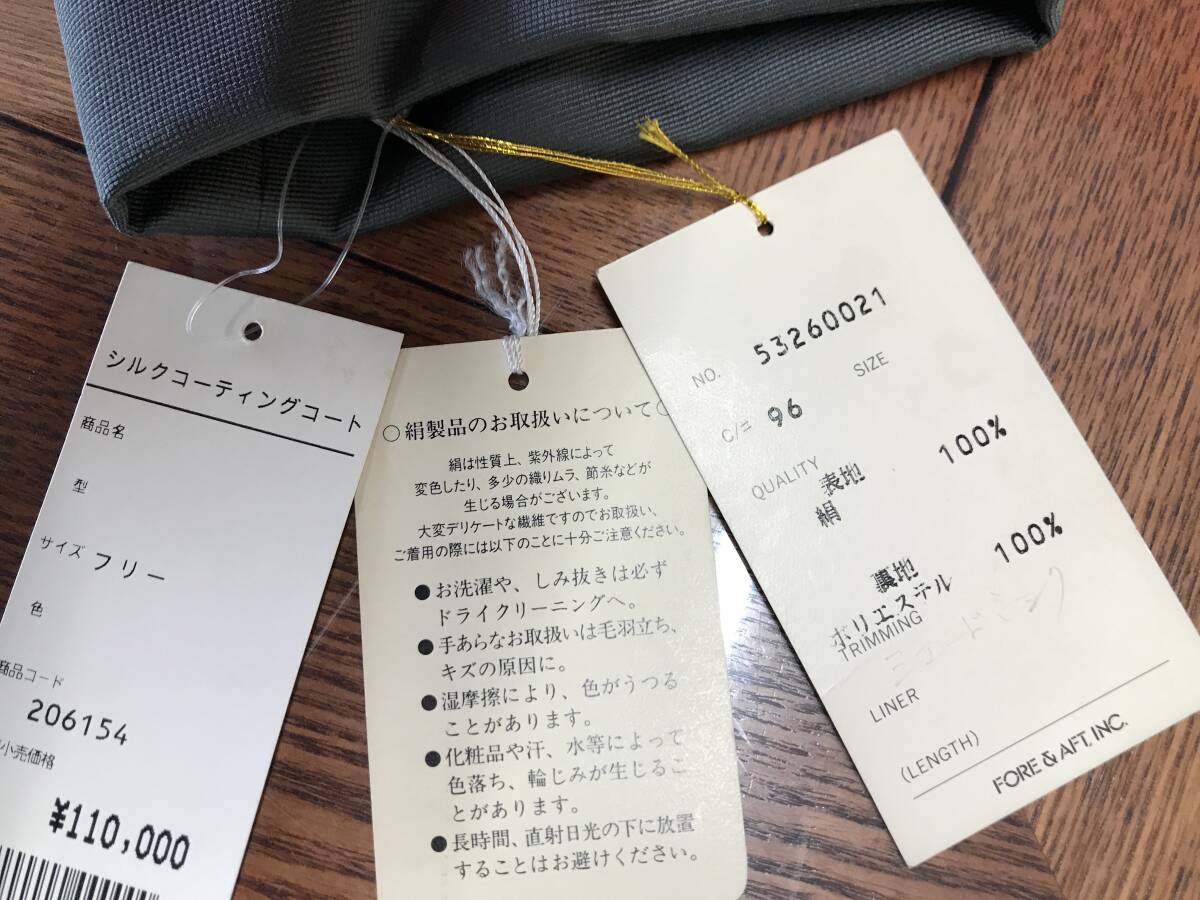 シルクコーティングコート
商品名
型
サイズ フリー
色
商品コード
206154
小売価格
¥110,000
○絹製品のお取扱いについて○
絹は性質上、紫外線によって
変色したり、多少の織りムラ、節糸などが
生じる場合がございます。
大変デリケートな繊維ですのでお取扱い、
ご着用の際には以下のことに十分ご注意ください。
●お洗濯や、しみ抜きは必ず
ドライクリーニングへ。
●手あらなお取扱いは毛羽立ち、
キズの原因に。
●湿摩擦により、色がうつる
ことがあります。
●化粧品や汗、水等によって
色落ち、輪じみが生じるこ
とがあります。
●長時間、直射日光の下に放置
することはお避けください。
NO. 53260021
C/# 96 SIZE
QUALITY 表地
絹 100%
裏地
ポリエステル 100%
TRIMMING
LINER
(LENGTH)
FORE & AFT, INC.